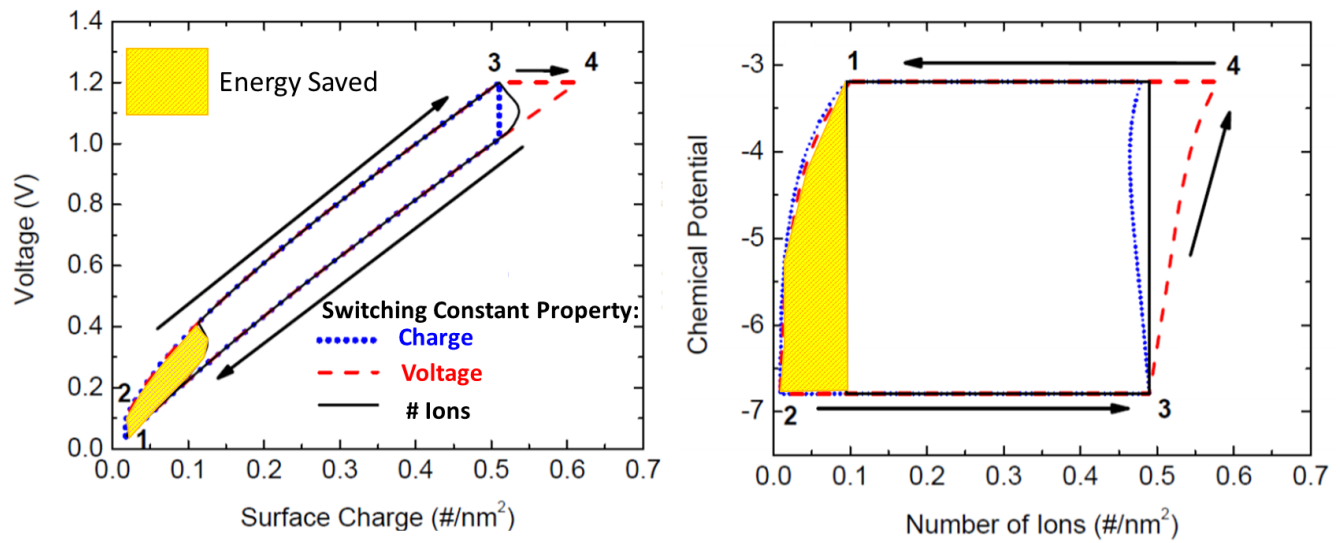 1.4
1.2
1.0
0.8
0.6
0.4
0.2
0.0
Voltage (V)
Energy Saved
3
4
2
1
Switching Constant Property:
Charge
Voltage
# Ions
0.0 0.1 0.2 0.3 0.4 0.5 0.6 0.7
Surface Charge (#/nm²)
-3
-4
-5
-6
-7
Chemical Potential
1
4
2
3
0.0 0.1 0.2 0.3 0.4 0.5 0.6 0.7
Number of Ions (#/nm²)